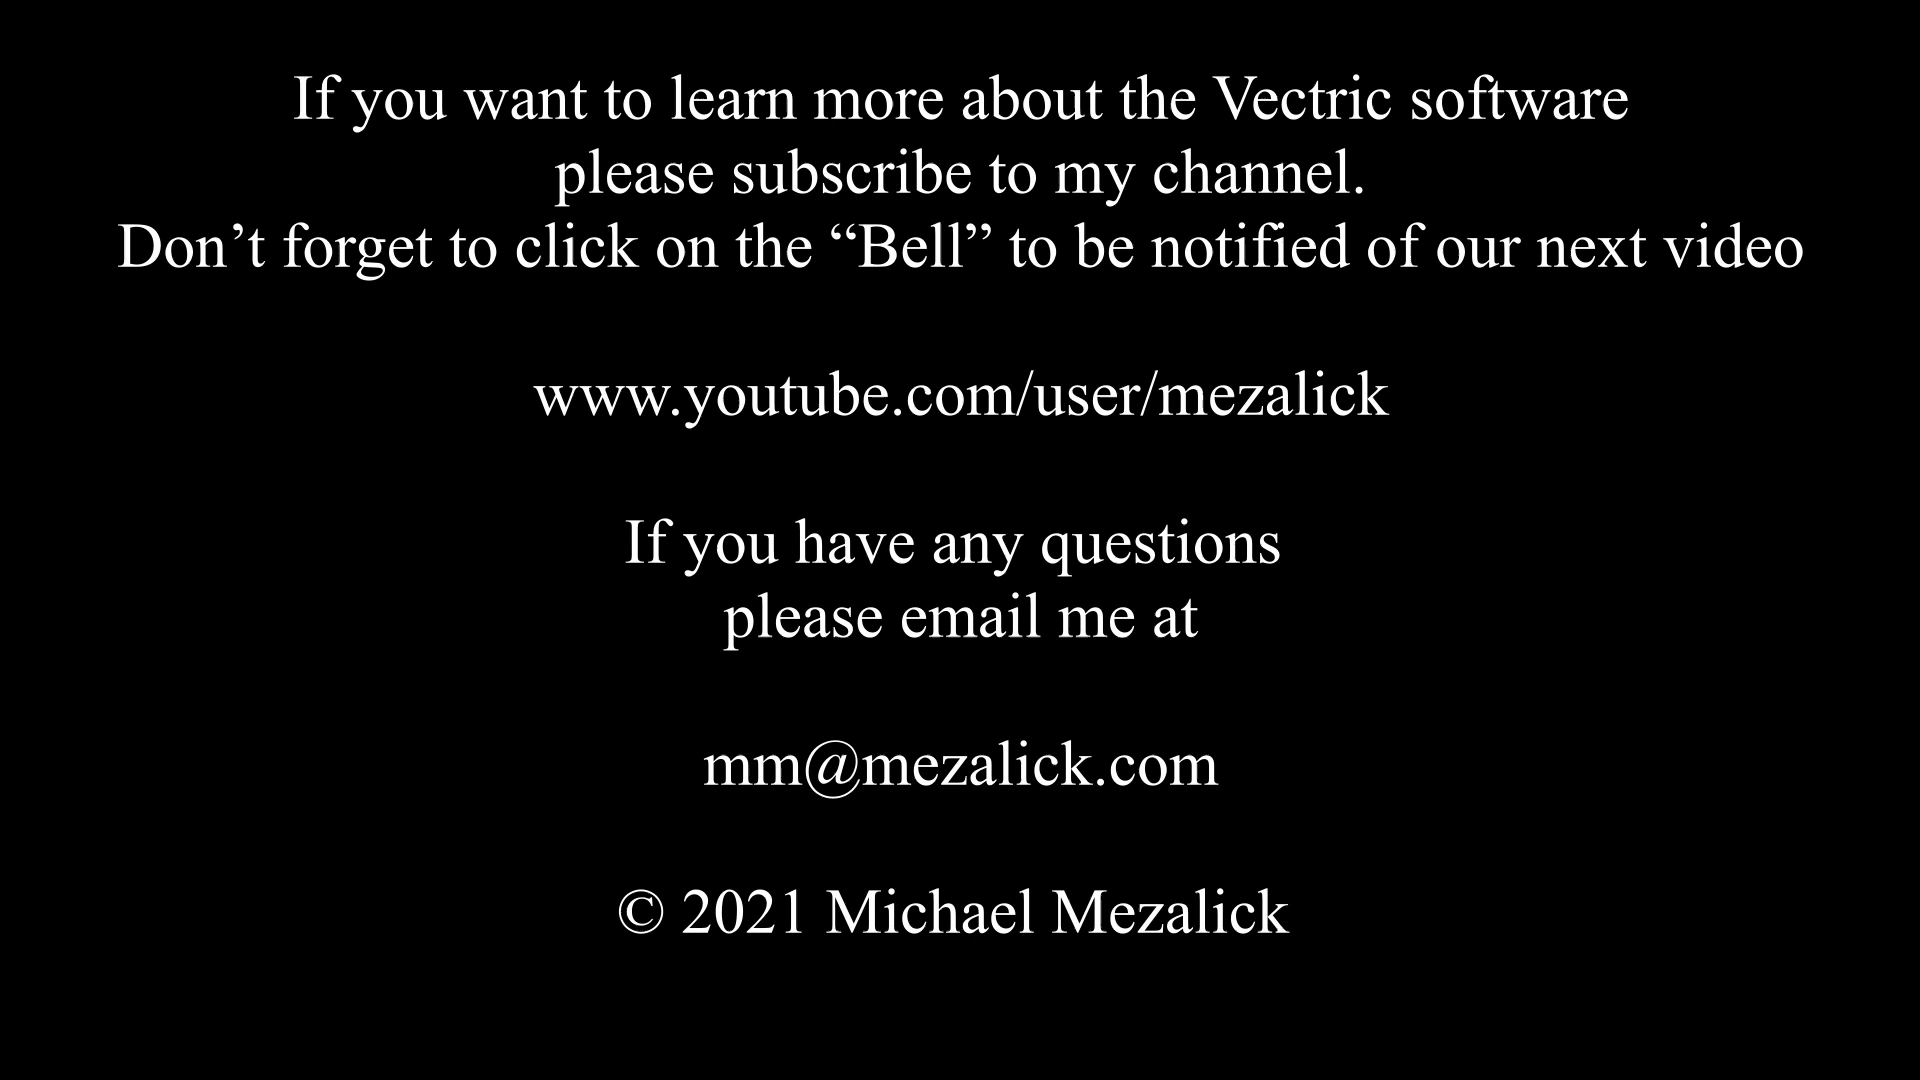 If you want to learn more about the Vectric software
please subscribe to my channel.
Don’t forget to click on the “Bell” to be notified of our next video
www.youtube.com/user/mezalick
If you have any questions
please email me at
mm@mezalick.com
© 2021 Michael Mezalick